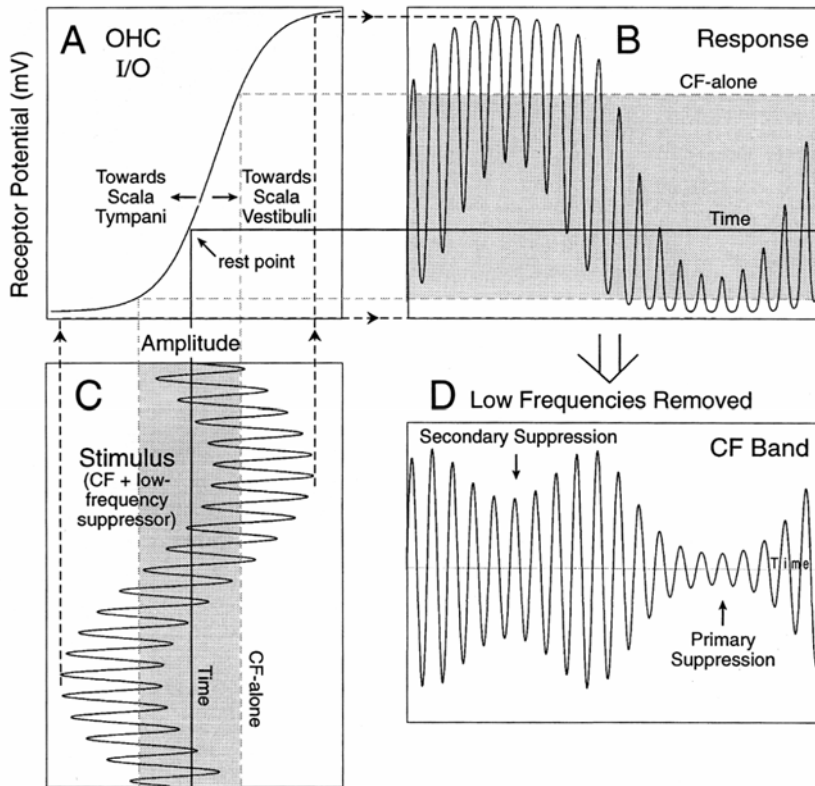 Receptor Potential (mV)
A
OHC
I/O
Towards
Scala
Tympani
Towards
Scala
Vestibuli
rest point
Amplitude
B
Response
CF-alone
Time
C
Stimulus
(CF + low-
frequency
suppressor)
Time
CF-alone
D
Low Frequencies Removed
Secondary Suppression
CF Band
Time
Primary
Suppression